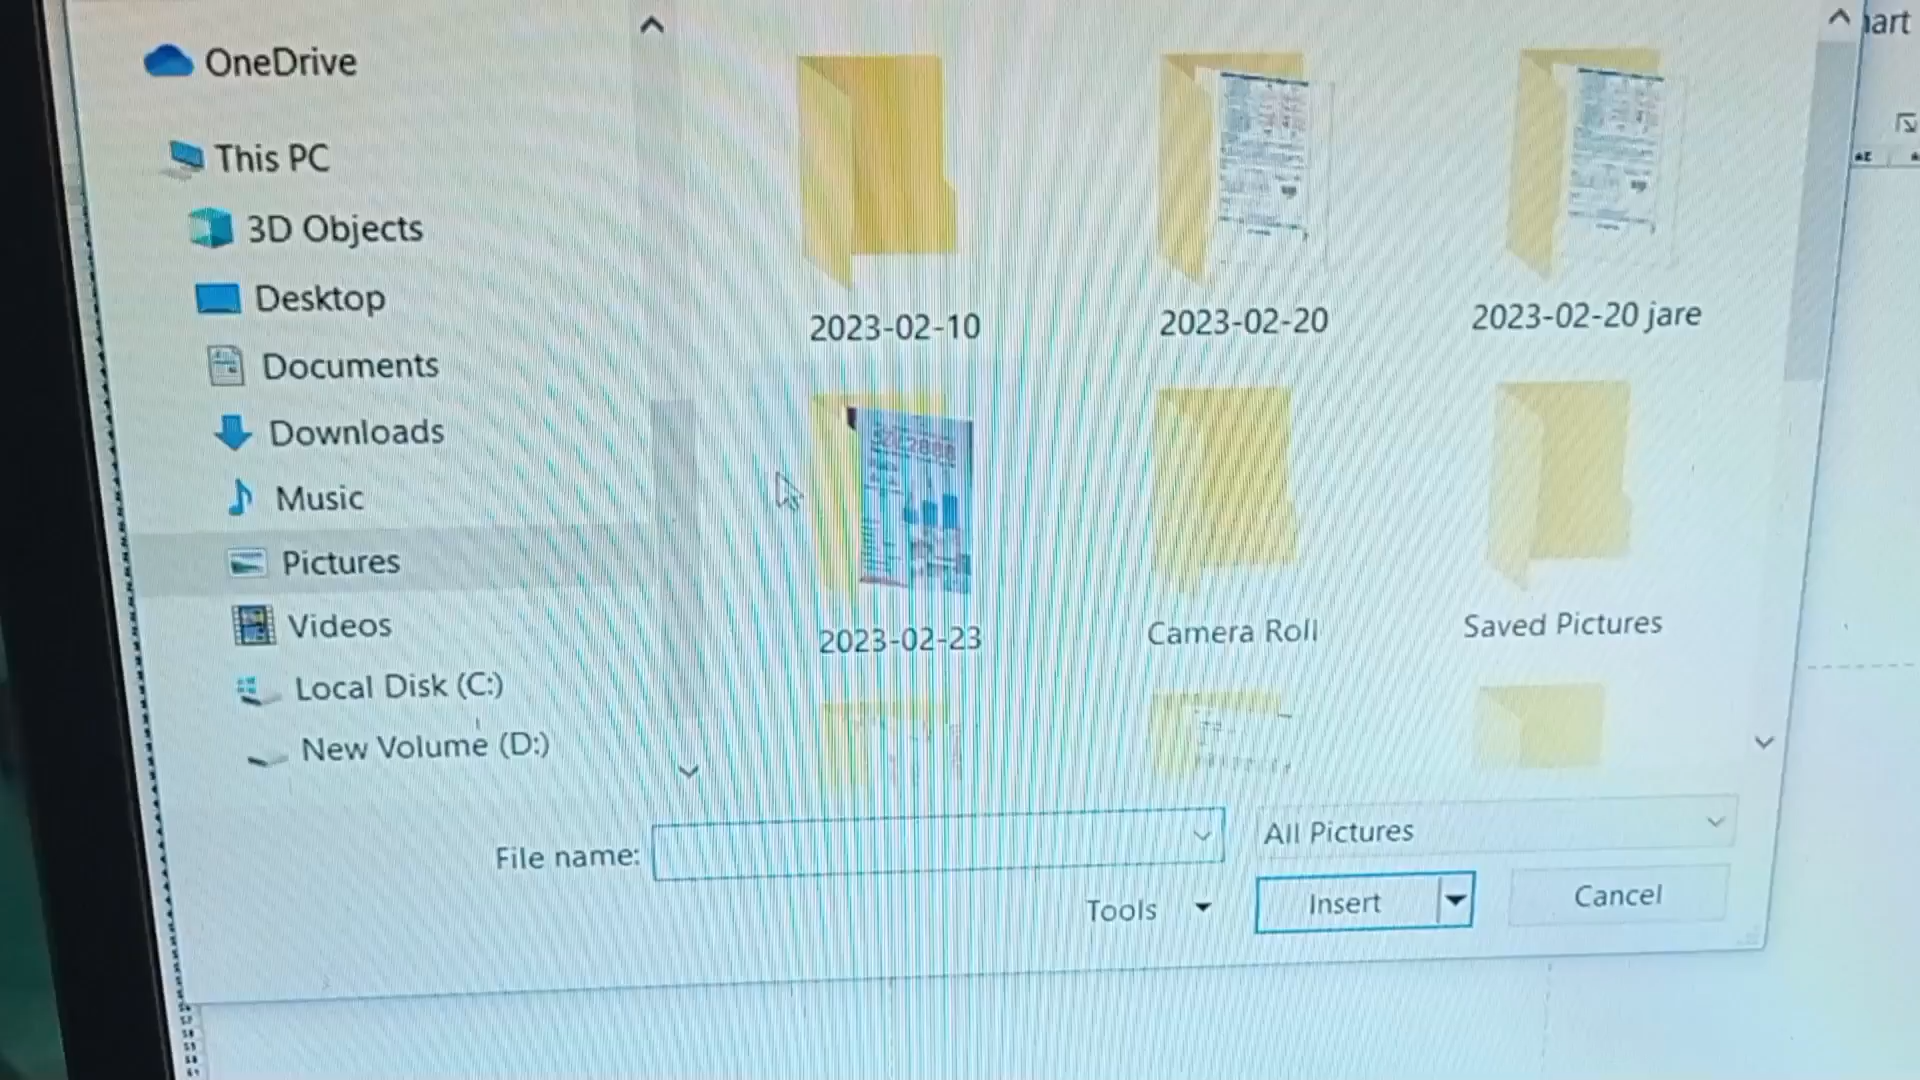 OneDrive
This PC
3D Objects
Desktop
Documents
Downloads
Music
Pictures
Videos
Local Disk (C:)
New Volume (D:)
2023-02-10
2023-02-20
2023-02-20 jare
2023-02-23
Camera Roll
Saved Pictures
File name:
All Pictures
Tools
Insert
Cancel